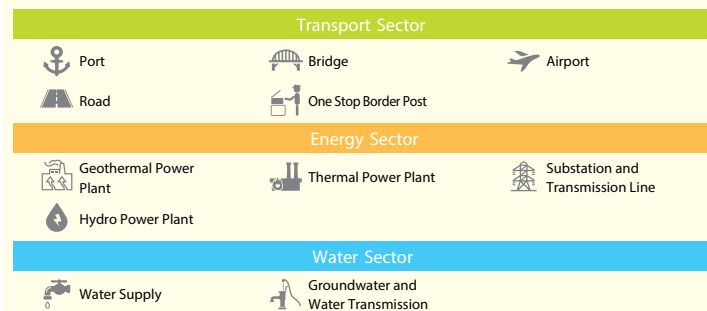 Transport Sector
Port
Bridge
Airport
Road
One Stop Border Post
Energy Sector
Geothermal Power
Plant
Thermal Power Plant
Substation and
Transmission Line
Hydro Power Plant
Water Sector
Water Supply
Groundwater and
Water Transmission